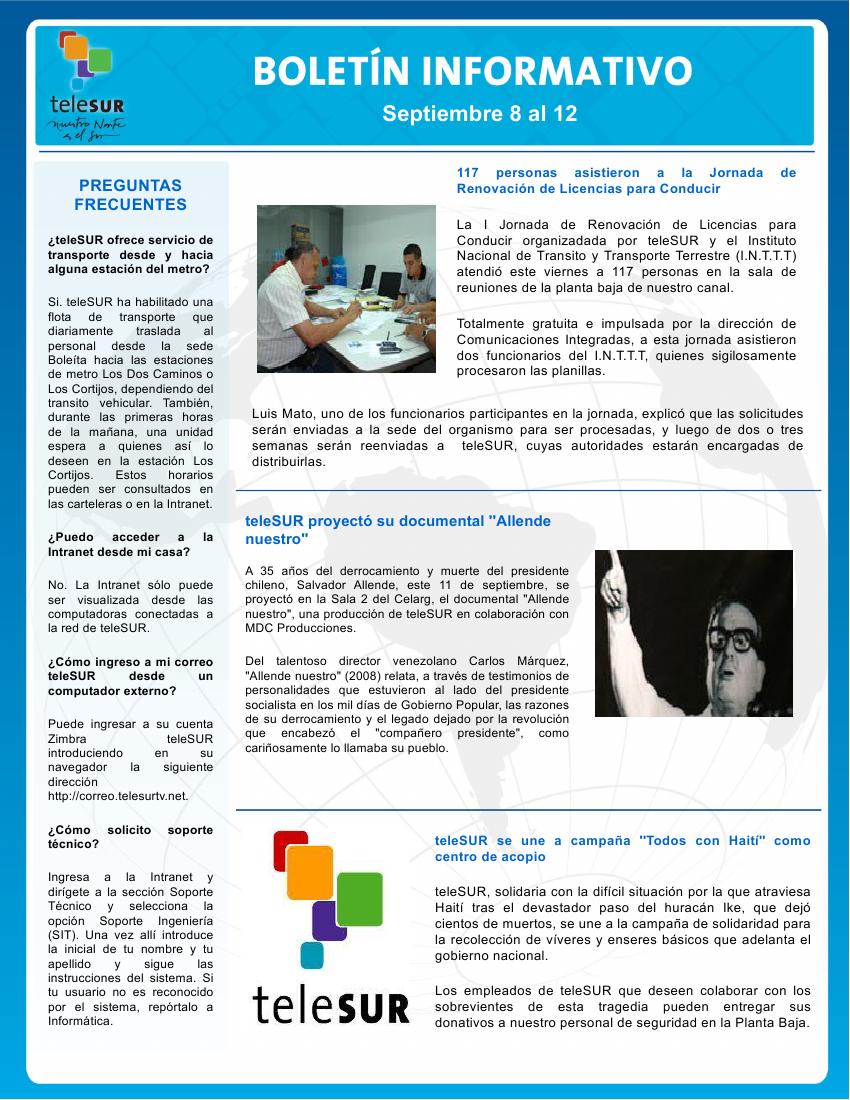 teleSUR
nuestro Norte
es el Sur
BOLETÍN INFORMATIVO
Septiembre 8 al 12
PREGUNTAS
FRECUENTES
¿teleSUR ofrece servicio de
transporte desde y hacia
alguna estación del metro?
Si. teleSUR ha habilitado una
flota de transporte que
diariamente traslada al
personal desde la sede
Boleíta hacia las estaciones
de metro Los Dos Caminos o
Los Cortijos, dependiendo del
transito vehicular. También,
durante las primeras horas
de la mañana, una unidad
espera a quienes así lo
deseen en la estación Los
Cortijos. Estos horarios
pueden ser consultados en
las carteleras o en la Intranet.
¿Puedo acceder a la
Intranet desde mi casa?
No. La Intranet sólo puede
ser visualizada desde las
computadoras conectadas a
la red de teleSUR.
¿Cómo ingreso a mi correo
teleSUR desde un
computador externo?
Puede ingresar a su cuenta
Zimbra teleSUR
introduciendo en su
navegador la siguiente
dirección
http://correo.telesurtv.net.
¿Cómo solicito soporte
técnico?
Ingresa a la Intranet y
dirígete a la sección Soporte
Técnico y selecciona la
opción Soporte Ingeniería
(SIT). Una vez allí introduce
la inicial de tu nombre y tu
apellido y sigue las
instrucciones del sistema. Si
tu usuario no es reconocido
por el sistema, repórtalo a
Informática.
117 personas asistieron a la Jornada de
Renovación de Licencias para Conducir
La I Jornada de Renovación de Licencias para
Conducir organizadada por teleSUR y el Instituto
Nacional de Transito y Transporte Terrestre (I.N.T.T.T)
atendió este viernes a 117 personas en la sala de
reuniones de la planta baja de nuestro canal.
Totalmente gratuita e impulsada por la dirección de
Comunicaciones Integradas, a esta jornada asistieron
dos funcionarios del I.N.T.T.T, quienes sigilosamente
procesaron las planillas.
Luis Mato, uno de los funcionarios participantes en la jornada, explicó que las solicitudes
serán enviadas a la sede del organismo para ser procesadas, y luego de dos o tres
semanas serán reenviadas a teleSUR, cuyas autoridades estarán encargadas de
distribuirlas.
teleSUR proyectó su documental "Allende
nuestro"
A 35 años del derrocamiento y muerte del presidente
chileno, Salvador Allende, este 11 de septiembre, se
proyectó en la Sala 2 del Celarg, el documental "Allende
nuestro", una producción de teleSUR en colaboración con
MDC Producciones.
Del talentoso director venezolano Carlos Márquez,
"Allende nuestro" (2008) relata, a través de testimonios de
personalidades que estuvieron al lado del presidente
socialista en los mil días de Gobierno Popular, las razones
de su derrocamiento y el legado dejado por la revolución
que encabezó el "compañero presidente", como
cariñosamente lo llamaba su pueblo.
teleSUR
teleSUR se une a campaña "Todos con Haití" como
centro de acopio
teleSUR, solidaria con la difícil situación por la que atraviesa
Haití tras el devastador paso del huracán Ike, que dejó
cientos de muertos, se une a la campaña de solidaridad para
la recolección de víveres y enseres básicos que adelanta el
gobierno nacional.
Los empleados de teleSUR que deseen colaborar con los
sobrevientes de esta tragedia pueden entregar sus
donativos a nuestro personal de seguridad en la Planta Baja.